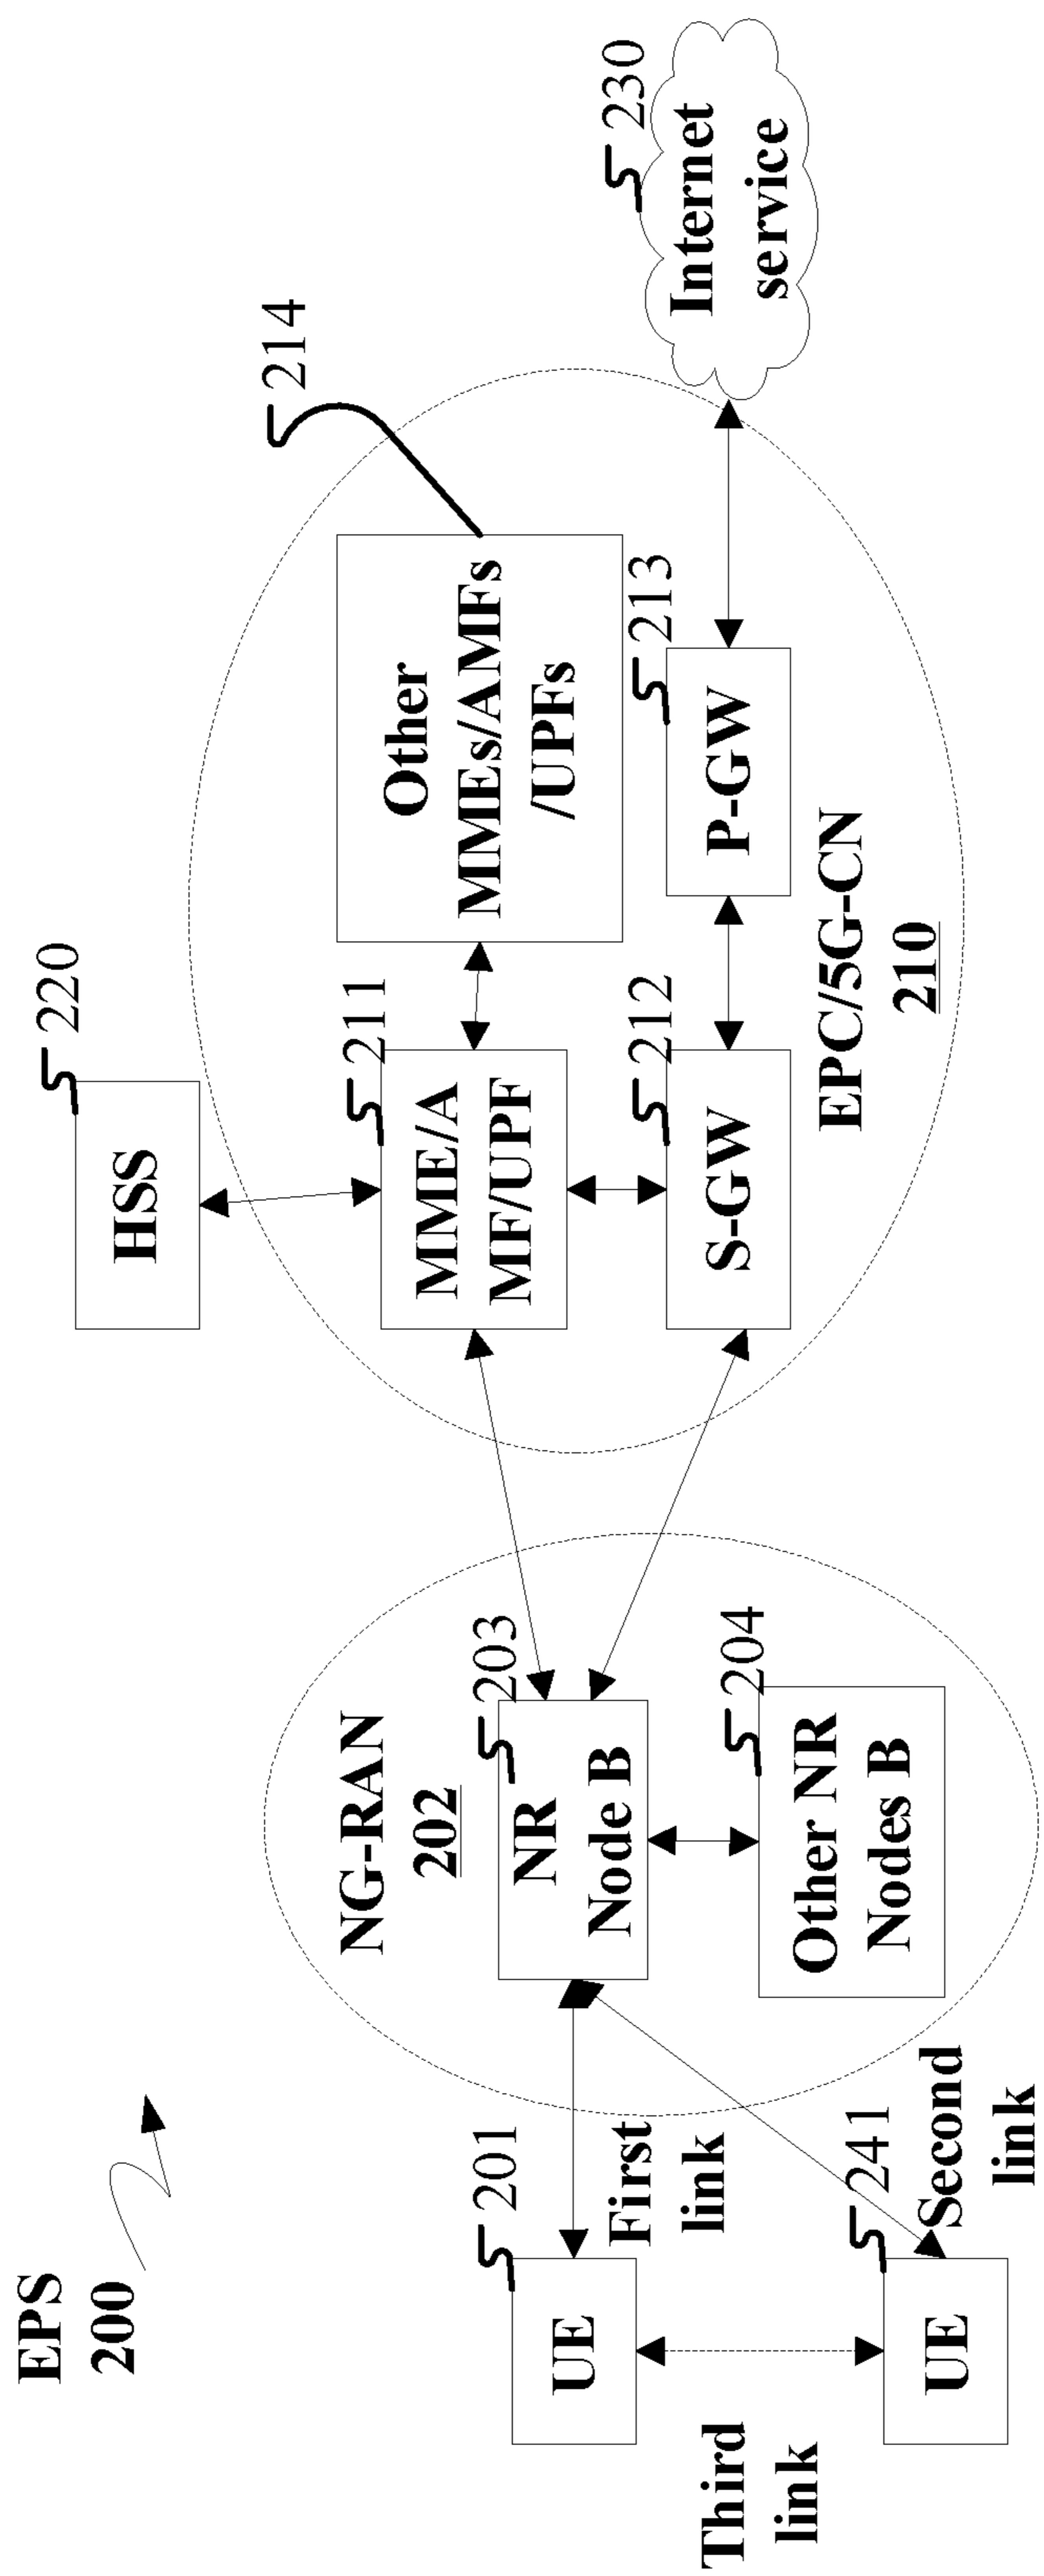 EPS
200
NG-RAN
202
HSS
220
UE
201
First
link
Third
link
UE
241
Second
link
NR
Node B
203
Other NR
Nodes B
204
MME/A
MF/UPF
211
Other
MMEs/AMFs
/UPFs
214
S-GW
212
P-GW
213
EPC/5G-CN
210
Internet
service
230